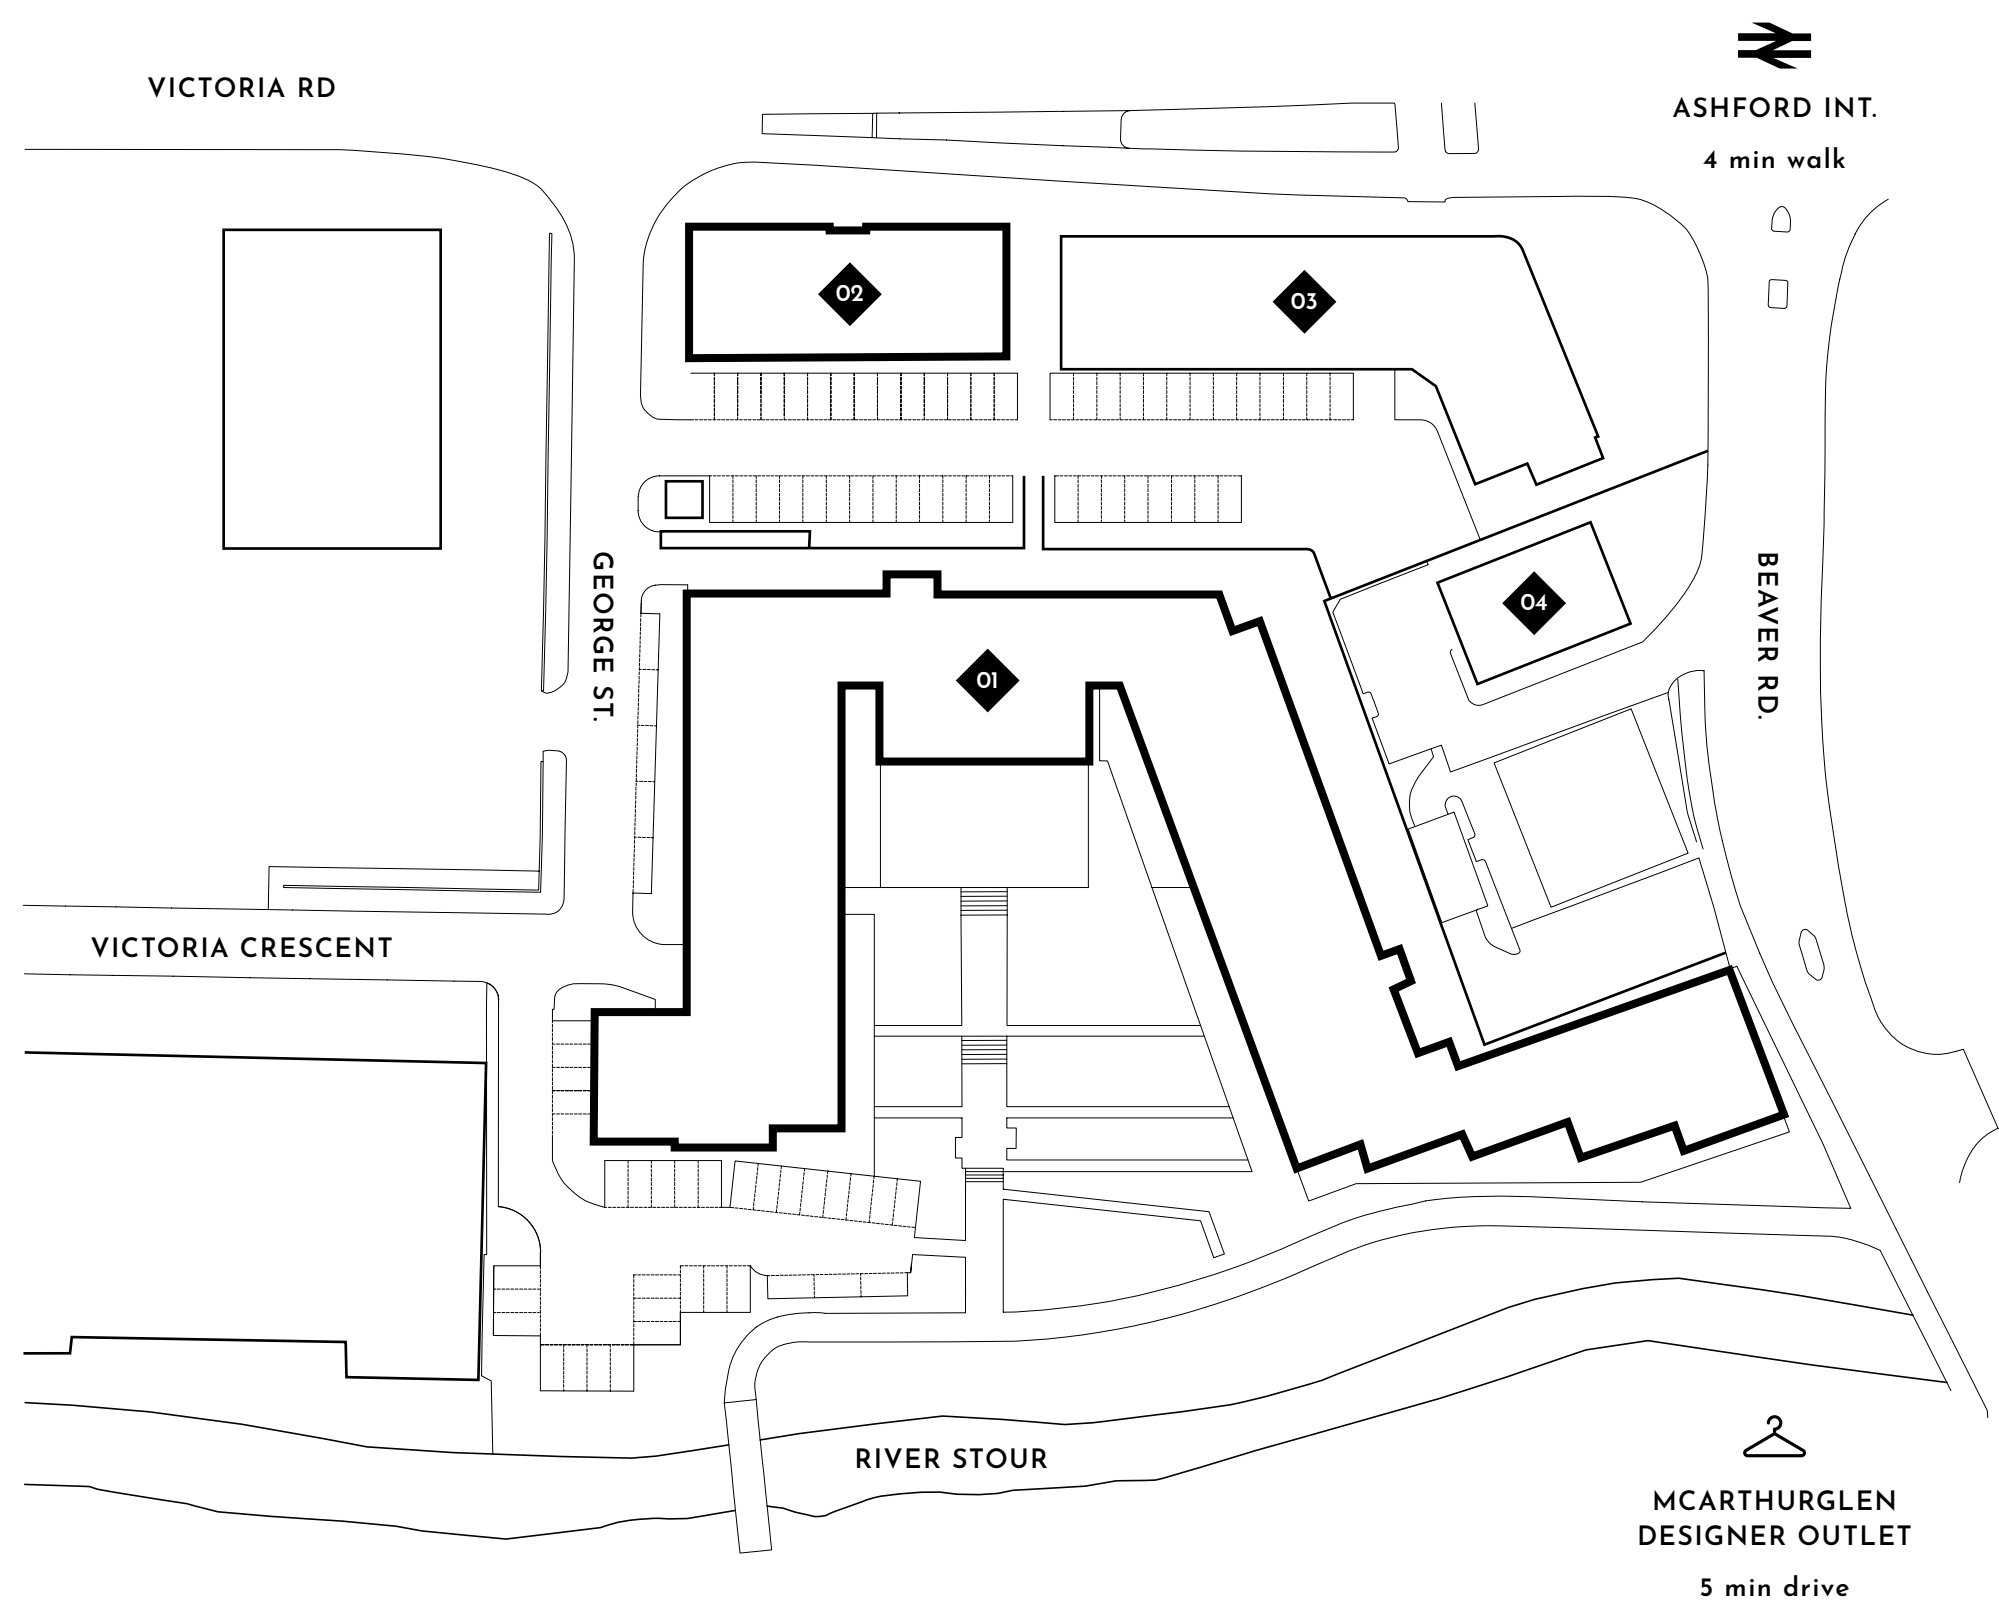 VICTORIA RD
ASHFORD INT.
4 min walk
02
03
GEORGE ST.
BEAVER RD.
04
01
VICTORIA CRESCENT
RIVER STOUR
MCARTHURGLEN
DESIGNER OUTLET
5 min drive